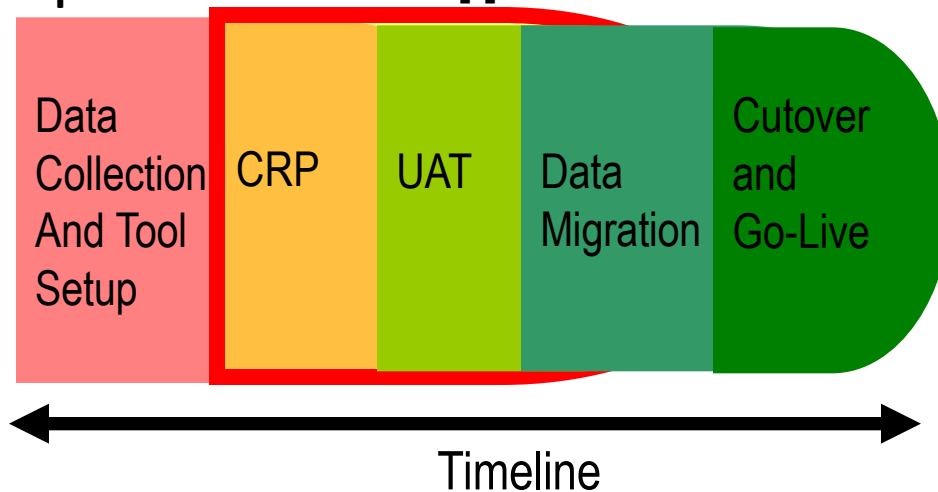 Data
Collection
And Tool
Setup
CRP
UAT
Data
Migration
Cutover
and
Go-Live
Timeline